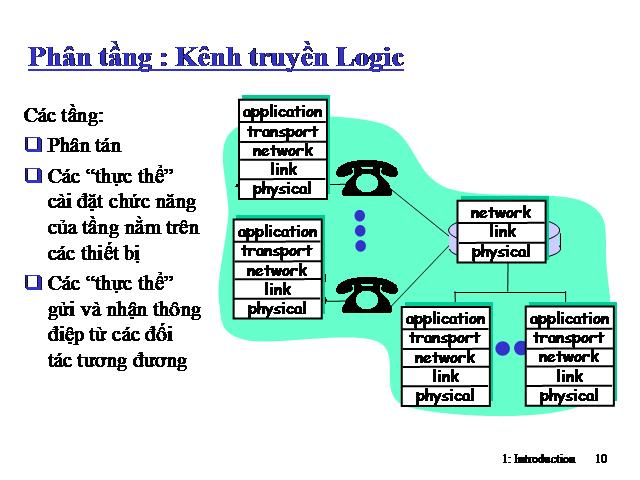 Phân tầng : Kênh truyền Logic
Các tầng:
Phân tán
Các “thực thể”
cài đặt chức năng
của tầng nằm trên
các thiết bị
Các “thực thể”
gửi và nhận thông
điệp từ các đối
tác tương đương
application
transport
network
link
physical
application
transport
network
link
physical
network
link
physical
application
transport
network
link
physical
application
transport
network
link
physical
1: Introduction 10